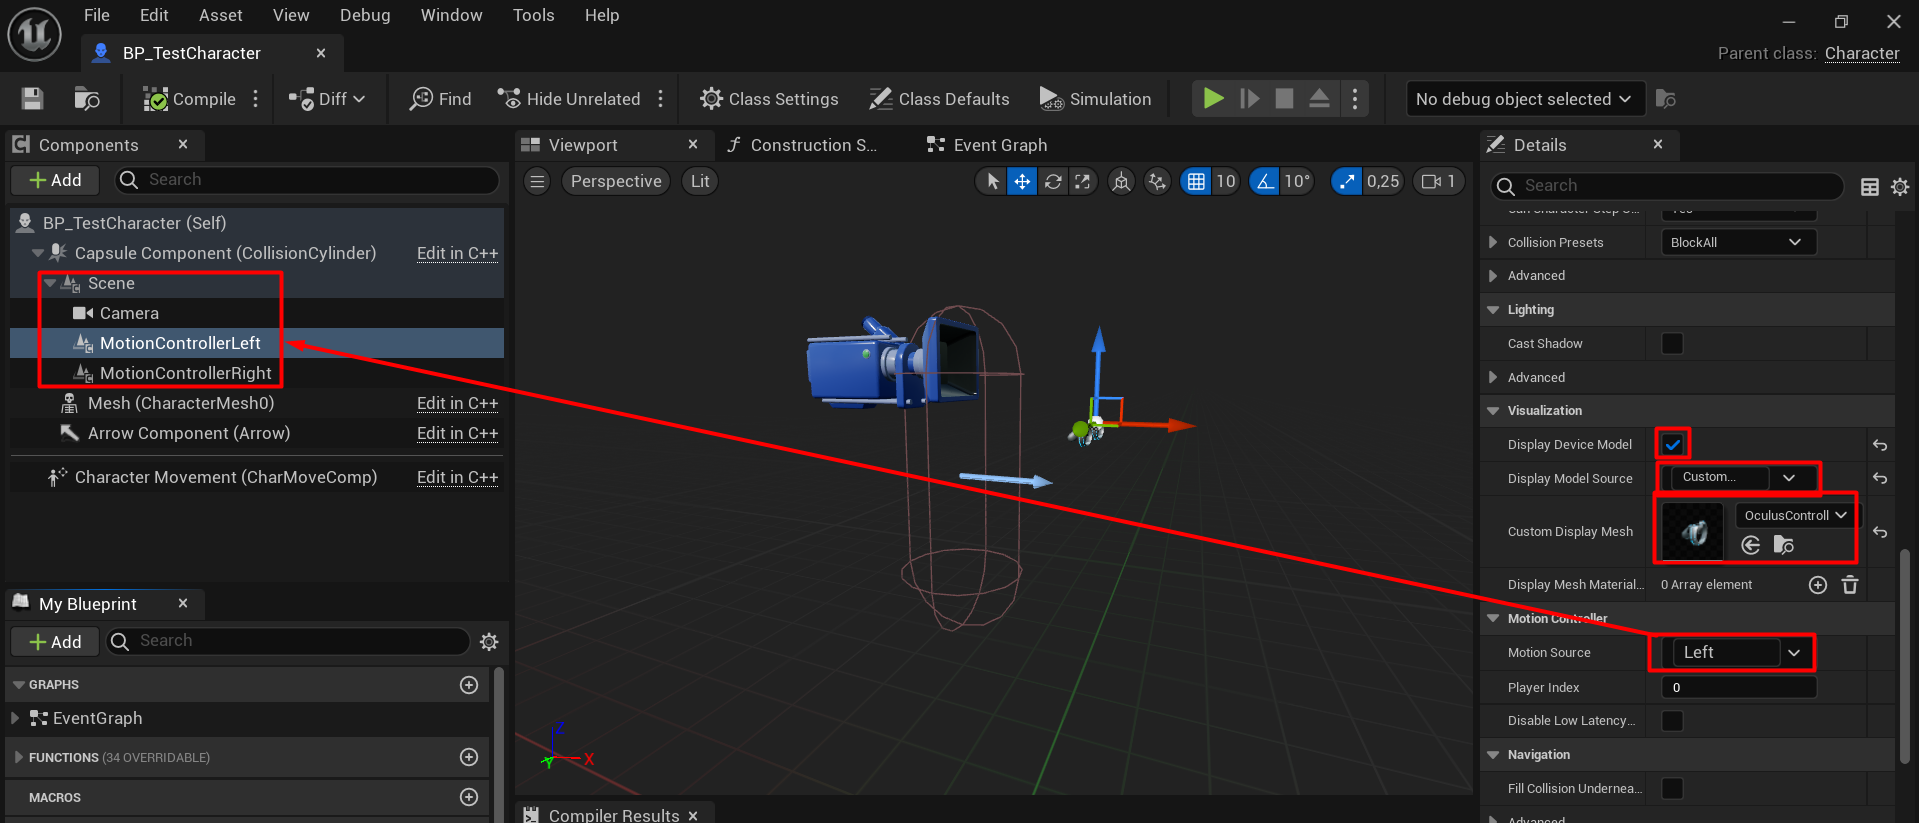 File Edit Asset View Debug Window Tools Help
BP_TestCharacter
Parent class: Character
Compile Diff Find Hide Unrelated Class Settings Class Defaults Simulation No debug object selected
Components
Add Search
BP_TestCharacter (Self)
Capsule Component (CollisionCylinder) Edit in C++
Scene
Camera
MotionControllerLeft
MotionControllerRight
Mesh (CharacterMesh0) Edit in C++
Arrow Component (Arrow) Edit in C++
Character Movement (CharMoveComp) Edit in C++
My Blueprint
Add Search
GRAPHS
EventGraph
FUNCTIONS (34 OVERRIDABLE)
MACROS
Viewport Construction S... Event Graph
Perspective Lit 10 10° 0,25 1
Z
X
Y
Compiler Results
Details
Search
Collision Presets BlockAll
Advanced
Lighting
Cast Shadow
Advanced
Visualization
Display Device Model
Display Model Source Custom...
Custom Display Mesh OculusControll
Display Mesh Material... 0 Array element
Motion Controller
Motion Source Left
Player Index 0
Disable Low Latency...
Navigation
Fill Collision Undernea...
Advanced